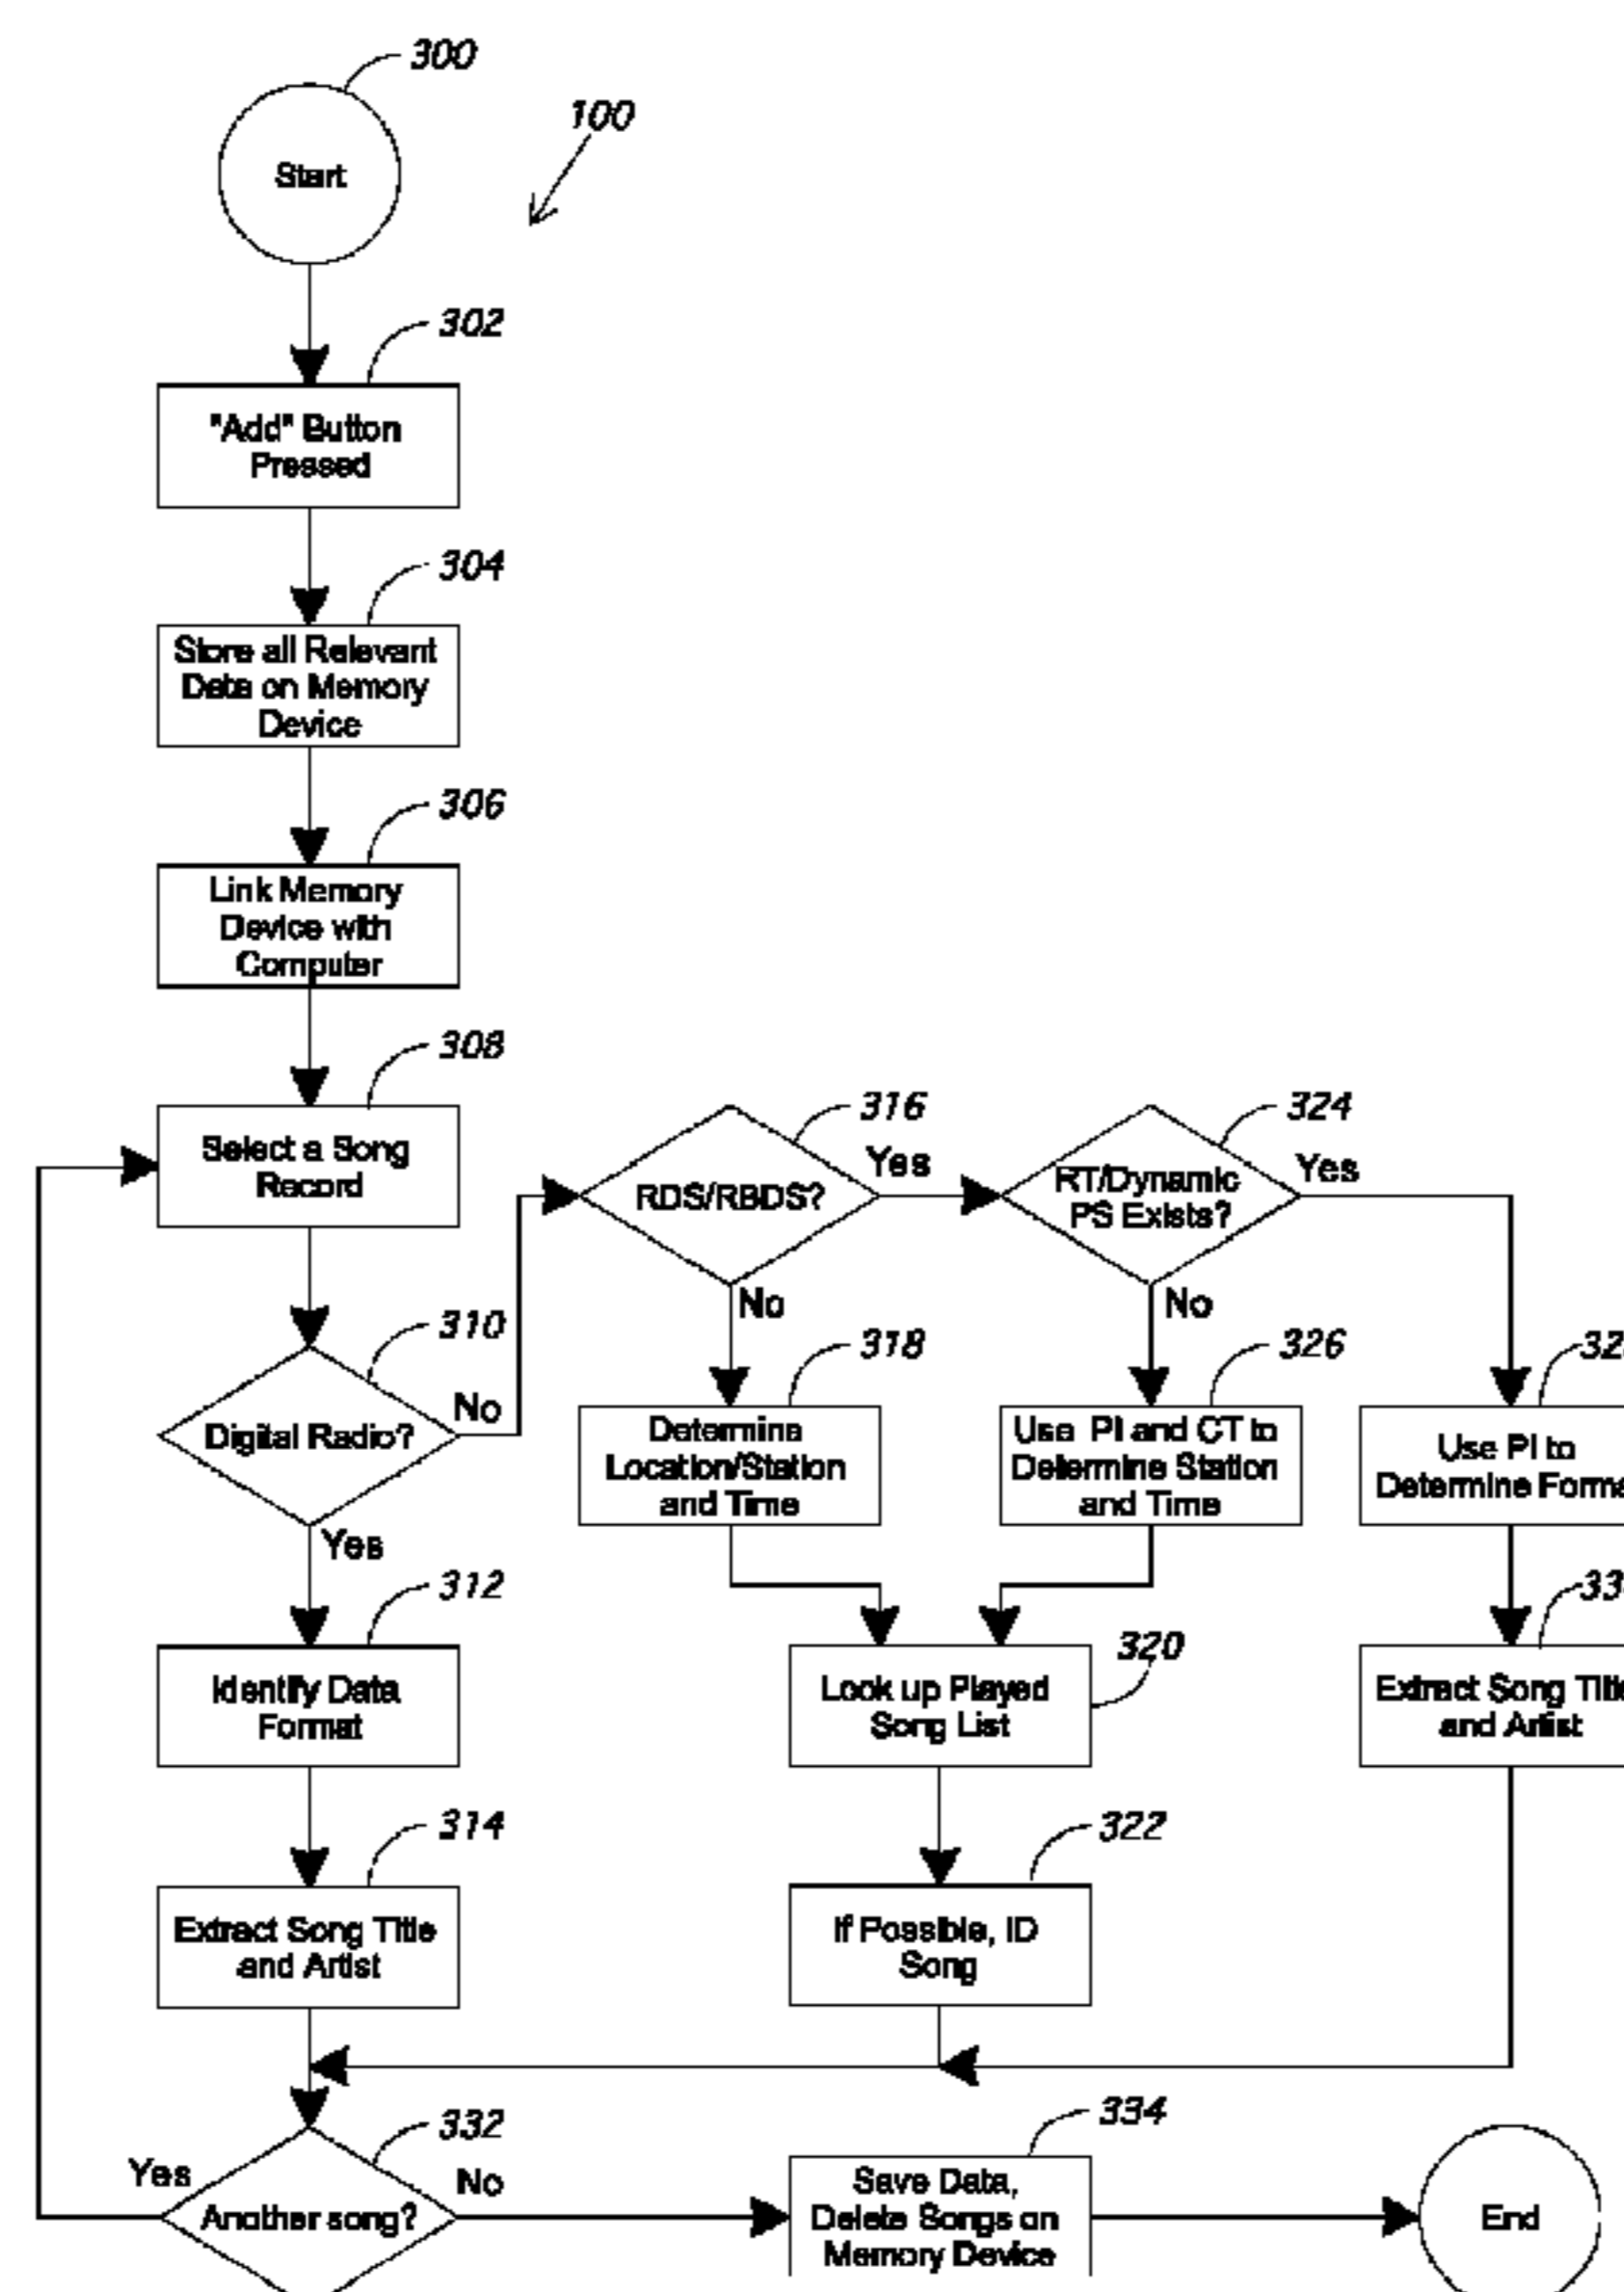 300
100
Start
302
"Add" Button
Pressed
304
Store all Relevant
Data on Memory
Device
306
Link Memory
Device with
Computer
308
Select a Song
Record
316
RDS/RBDS?
Yes
324
RT/Dynamic
PS Exists?
Yes
310
Digital Radio?
No
No
318
Determine
Location/Station
and Time
No
326
Use PI and CT to
Determine Station
and Time
Use PI to
Determine
Yes
312
Identify Data
Format
320
Look up Played
Song List
Extract Song
and Artist
314
Extract Song Title
and Artist
322
If Possible, ID
Song
332
Another song?
Yes
No
334
Save Data,
Delete Songs on
Memory Device
End